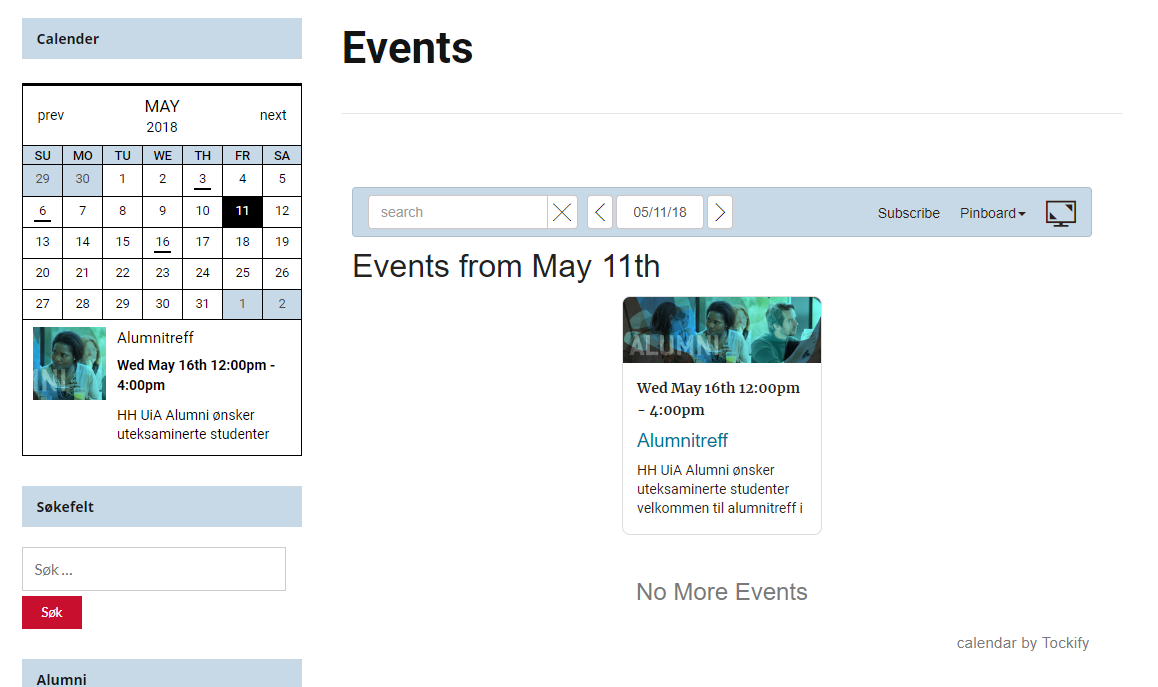 Calender
prev
MAY
2018
next
SU MO TU WE TH FR SA
29 30 1 2 3 4 5
6 7 8 9 10 11 12
13 14 15 16 17 18 19
20 21 22 23 24 25 26
27 28 29 30 31 1 2
Alumnitreff
Wed May 16th 12:00pm -
4:00pm
HH UiA Alumni ønsker
uteksaminerte studenter
Søkefelt
Søk ...
Søk
Alumni
Events
search
05/11/18
Subscribe
Pinboard
Events from May 11th
ALUMNI
Wed May 16th 12:00pm
- 4:00pm
Alumnitreff
HH UiA Alumni ønsker
uteksaminerte studenter
velkommen til alumnitreff i
No More Events
calendar by Tockify